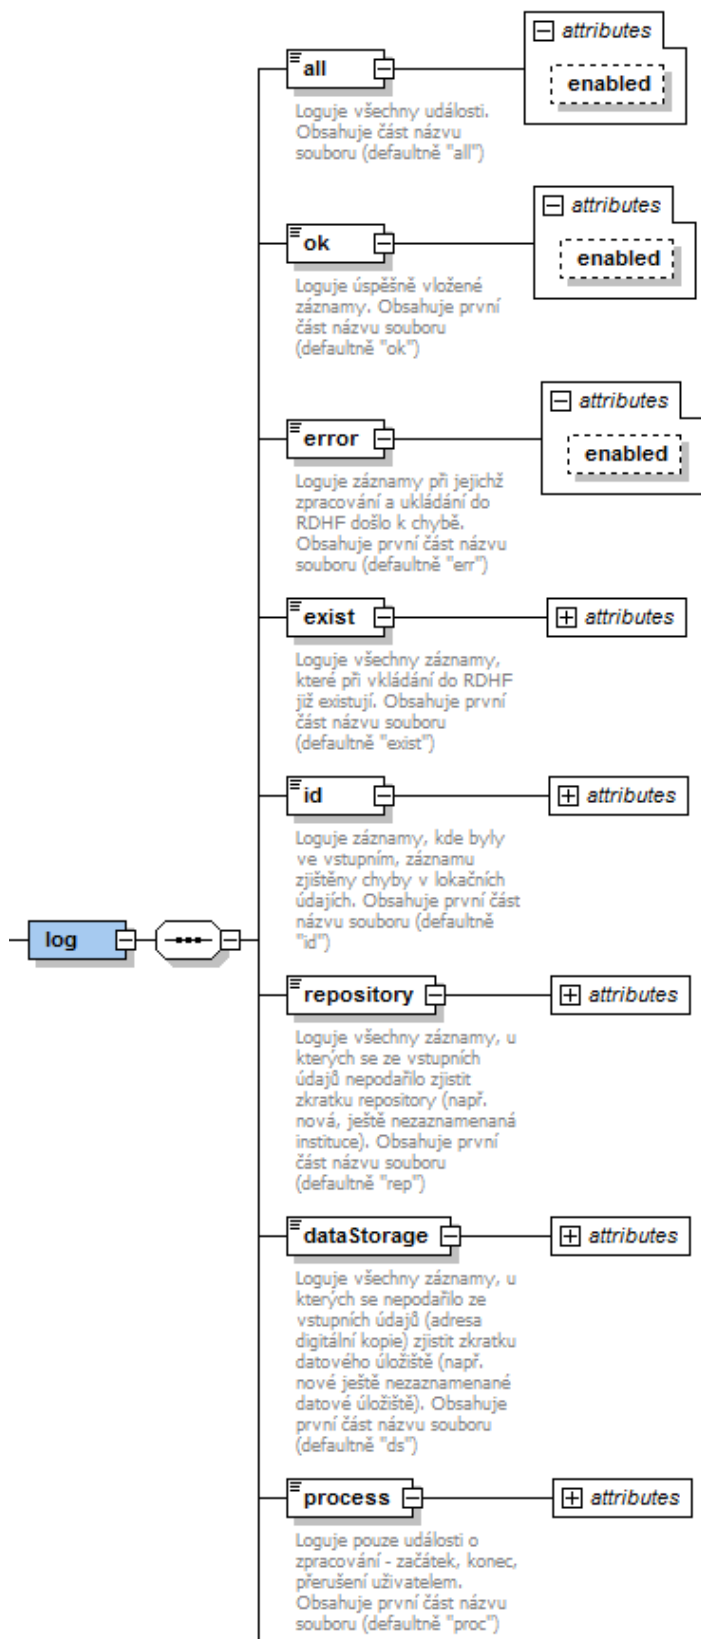 attributes
all
enabled
Loguje všechny události.
Obsahuje část názvu
souboru (defaultně "all")
attributes
ok
enabled
Loguje úspěšně vložené
záznamy. Obsahuje první
část názvu souboru
(defaultně "ok")
attributes
error
enabled
Loguje záznamy při jejichž
zpracování a ukládání do
RDHF došlo k chybě.
Obsahuje první část názvu
souboru (defaultně "err")
exist
attributes
Loguje všechny záznamy,
které při vkládání do RDHF
již existují. Obsahuje první
část názvu souboru
(defaultně "exist")
id
attributes
Loguje záznamy, kde byly
ve vstupním, záznamu
zjištěny chyby v lokačních
údajích. Obsahuje první část
názvu souboru (defaultně
"id")
log
repository
attributes
Loguje všechny záznamy, u
kterých se ze vstupních
údajů nepodařilo zjistit
zkratku repository (např.
nová, ještě nezaznamenaná
instituce). Obsahuje první
část názvu souboru
(defaultně "rep")
dataStorage
attributes
Loguje všechny záznamy, u
kterých se nepodařilo ze
vstupních údajů (adresa
digitální kopie) zjistit zkratku
datového úložiště (např.
nové ještě nezaznamenané
datové úložiště). Obsahuje
první část názvu souboru
(defaultně "ds")
process
attributes
Loguje pouze události o
zpracování - začátek, konec,
přerušení uživatelem.
Obsahuje první část názvu
souboru (defaultně "proc")